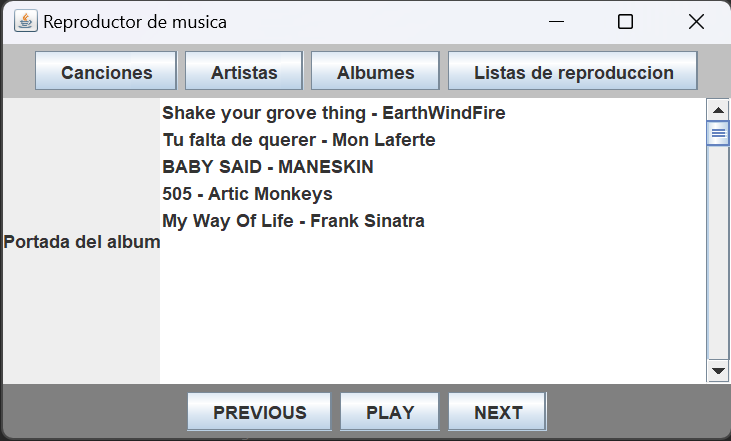 Reproductor de musica
Canciones Artistas Albumes Listas de reproduccion
Shake your grove thing - EarthWindFire
Tu falta de querer - Mon Laferte
BABY SAID - MANESKIN
505 - Artic Monkeys
My Way Of Life - Frank Sinatra
Portada del album
PREVIOUS PLAY NEXT